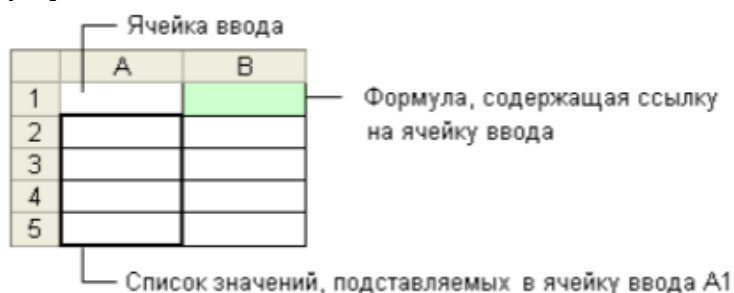 Ячейка ввода
A B
1
Формула, содержащая ссылку
на ячейку ввода
2
3
4
5
Список значений, подставляемых в ячейку ввода A1